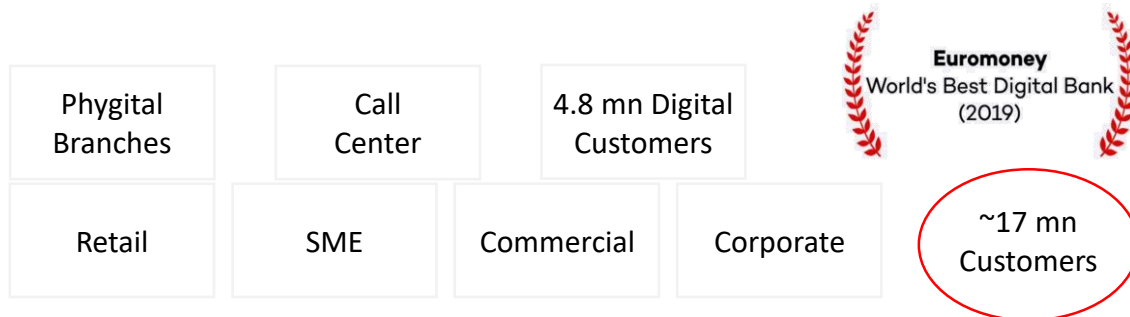 Euromoney
World's Best Digital Bank
(2019)
Phygital
Branches
Call
Center
4.8 mn Digital
Customers
Retail
SME
Commercial
Corporate
~17 mn
Customers